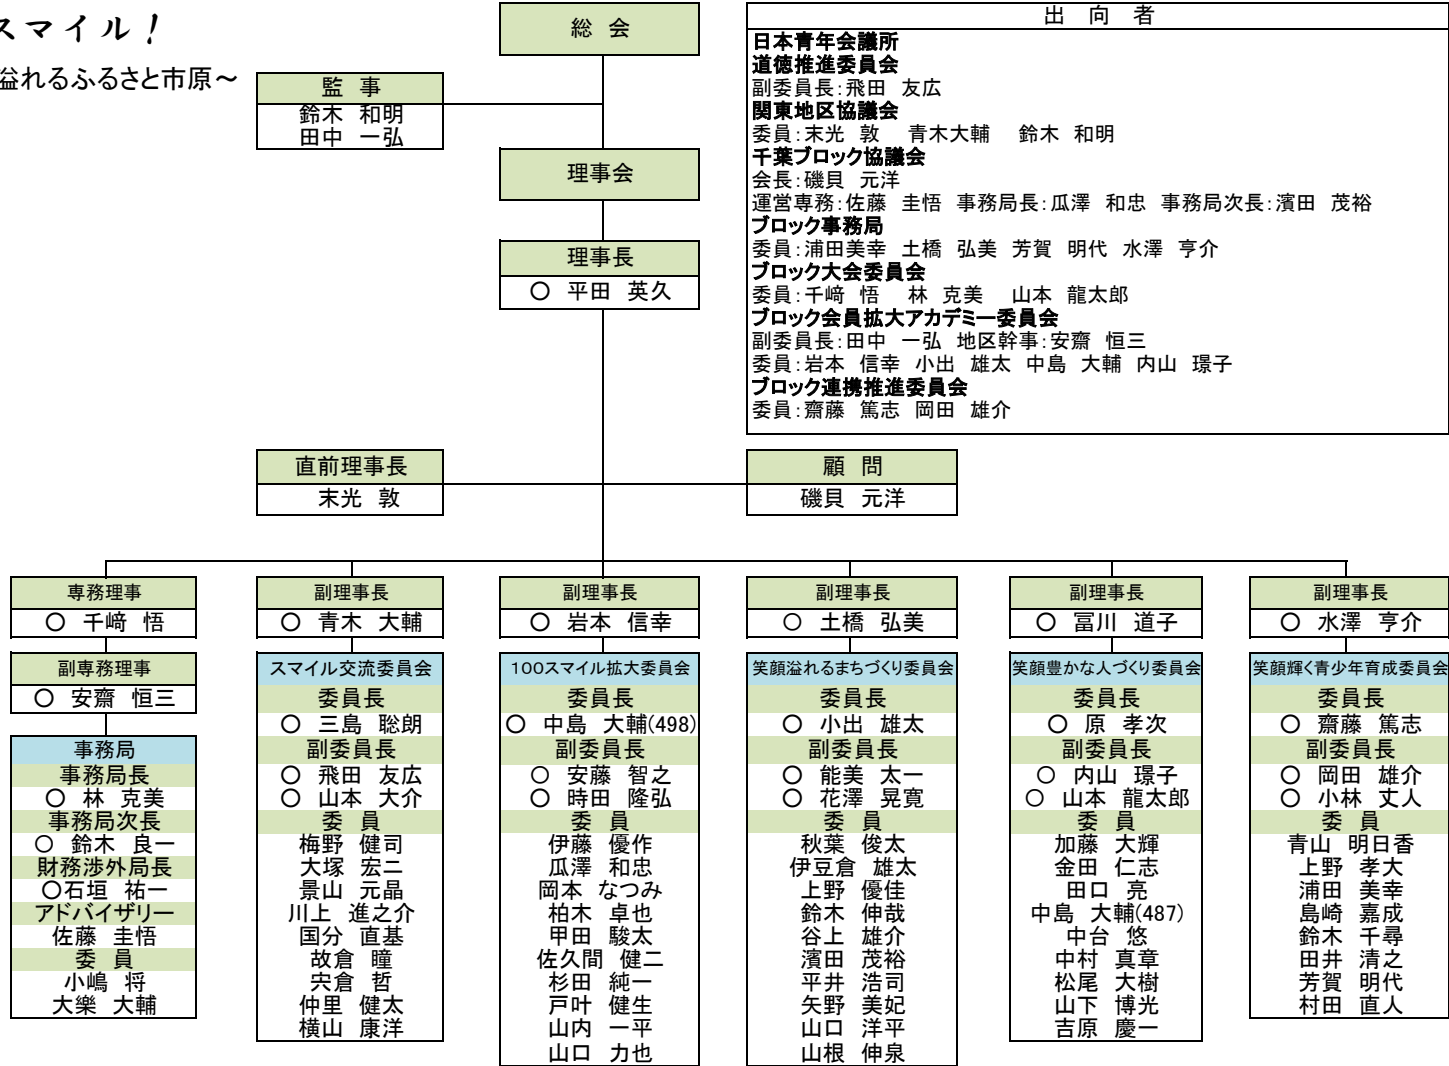 スマイル！
溢れるふるさと市原～
総 会
監 事
鈴木 和明
田中 一弘
理事会
理事長
○ 平田 英久
出 向 者
日本青年会議所
道徳推進委員会
副委員長：飛田 友広
関東地区協議会
委員：末光 敦 青木大輔 鈴木 和明
千葉ブロック協議会
会長：磯貝 元洋
運営専務：佐藤 圭悟 事務局長：瓜澤 和忠 事務局次長：濱田 茂裕
ブロック事務局
委員：浦田美幸 土橋 弘美 芳賀 明代 水澤 亨介
ブロック大会委員会
委員：千﨑 悟 林 克美 山本 龍太郎
ブロック会員拡大アカデミー委員会
副委員長：田中 一弘 地区幹事：安齋 恒三
委員：岩本 信幸 小出 雄太 中島 大輔 内山 璟子
ブロック連携推進委員会
委員：齋藤 篤志 岡田 雄介
直前理事長
末光 敦
顧 問
磯貝 元洋
専務理事
○ 千﨑 悟
副専務理事
○ 安齋 恒三
事務局
事務局長
○ 林 克美
事務局次長
○ 鈴木 良一
財務渉外局長
○石垣 祐一
アドバイザリー
佐藤 圭悟
委 員
小嶋 将
大樂 大輔
副理事長
○ 青木 大輔
スマイル交流委員会
委員長
○ 三島 聡朗
副委員長
○ 飛田 友広
○ 山本 大介
委 員
梅野 健司
大塚 宏二
景山 元晶
川上 進之介
国分 直基
故倉 瞳
宍倉 哲
仲里 健太
横山 康洋
副理事長
○ 岩本 信幸
100スマイル拡大委員会
委員長
○ 中島 大輔(498)
副委員長
○ 安藤 智之
○ 時田 隆弘
委 員
伊藤 優作
瓜澤 和忠
岡本 なつみ
柏木 卓也
甲田 駿太
佐久間 健二
杉田 純一
戸叶 健生
山内 一平
山口 力也
副理事長
○ 土橋 弘美
笑顔溢れるまちづくり委員会
委員長
○ 小出 雄太
副委員長
○ 能美 太一
○ 花澤 晃寛
委 員
秋葉 俊太
伊豆倉 雄太
上野 優佳
鈴木 伸哉
谷上 雄介
濱田 茂裕
平井 浩司
矢野 美妃
山口 洋平
山根 伸泉
副理事長
○ 冨川 道子
笑顔豊かな人づくり委員会
委員長
○ 原 孝次
副委員長
○ 内山 璟子
○ 山本 龍太郎
委 員
加藤 大輝
金田 仁志
田口 亮
中島 大輔(487)
中台 悠
中村 真章
松尾 大樹
山下 博光
吉原 慶一
副理事長
○ 水澤 亨介
笑顔輝く青少年育成委員会
委員長
○ 齋藤 篤志
副委員長
○ 岡田 雄介
○ 小林 丈人
委 員
青山 明日香
上野 孝大
浦田 美幸
島崎 嘉成
鈴木 千尋
田井 清之
芳賀 明代
村田 直人